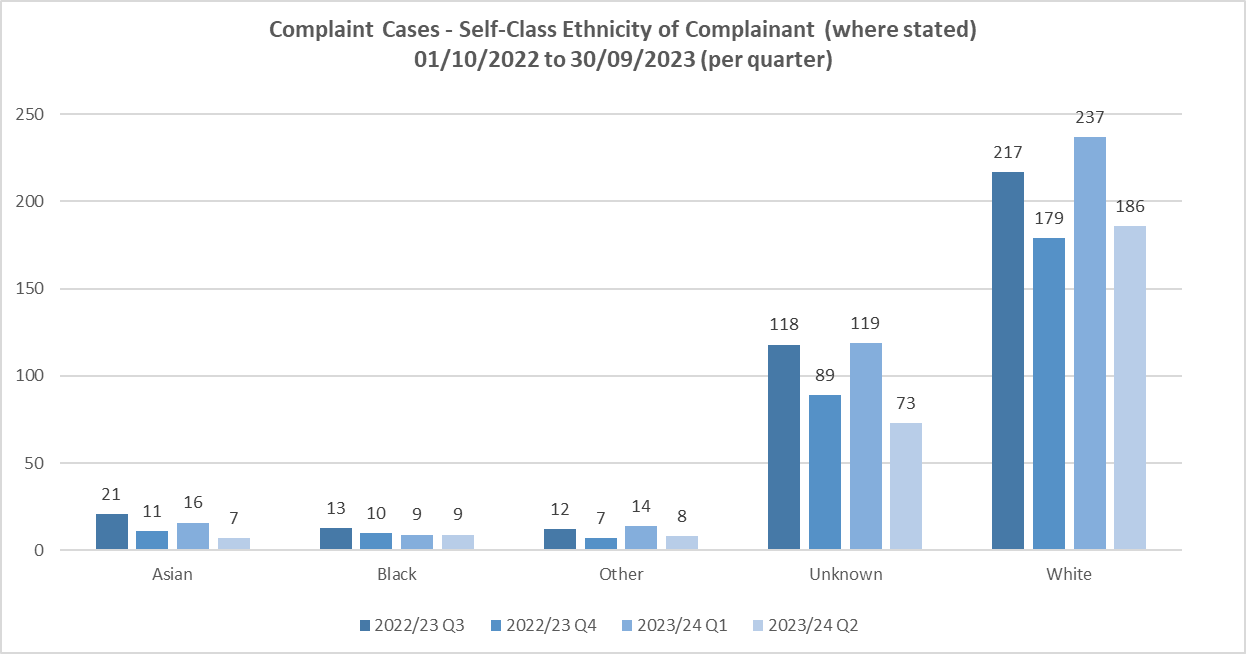 Complaint Cases - Self-Class Ethnicity of Complainant (where stated)
01/10/2022 to 30/09/2023 (per quarter)
250
200
150
100
50
0
21
11
16
7
13
10
9
9
12
7
14
8
118
89
119
73
217
179
237
186
Asian
Black
Other
Unknown
White
2022/23 Q3
2022/23 Q4
2023/24 Q1
2023/24 Q2